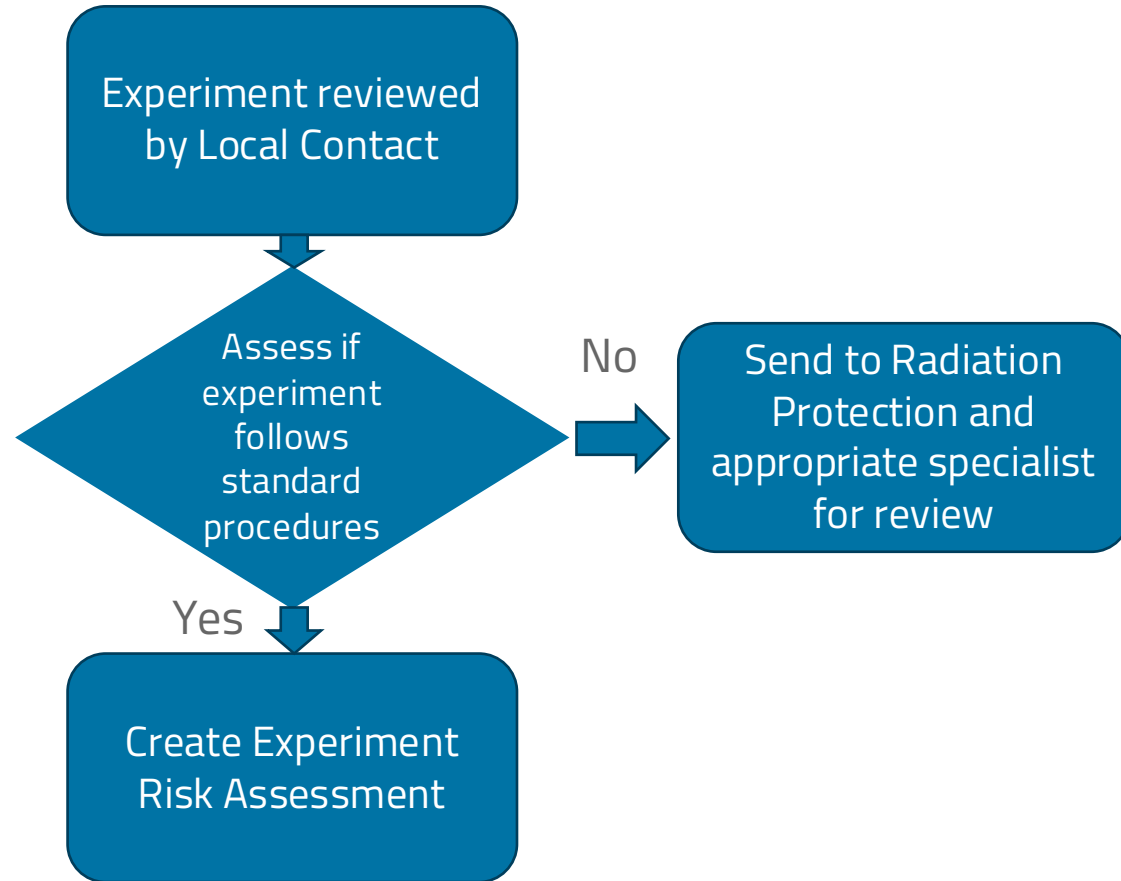 Experiment reviewed
by Local Contact
Assess if
experiment
follows
standard
procedures
No
Send to Radiation
Protection and
appropriate specialist
for review
Yes
Create Experiment
Risk Assessment